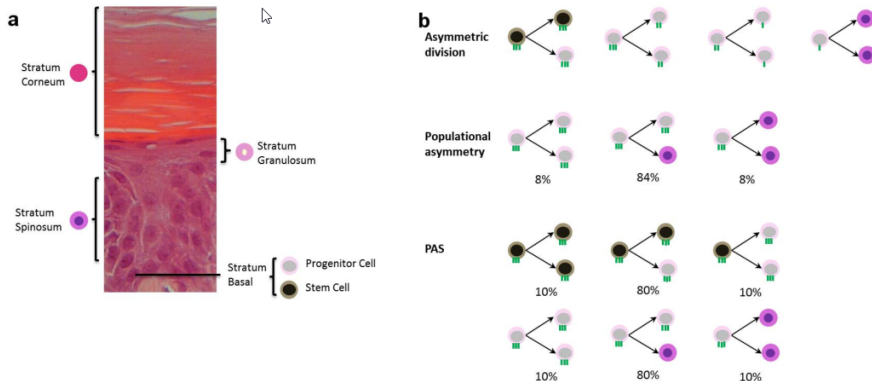 a
Stratum
Corneum
Stratum
Granulosum
Stratum
Spinosum
Stratum
Basal
Progenitor Cell
Stem Cell
b
Asymmetric
division
Populational
asymmetry
8%
84%
8%
PAS
10%
80%
10%
10%
80%
10%